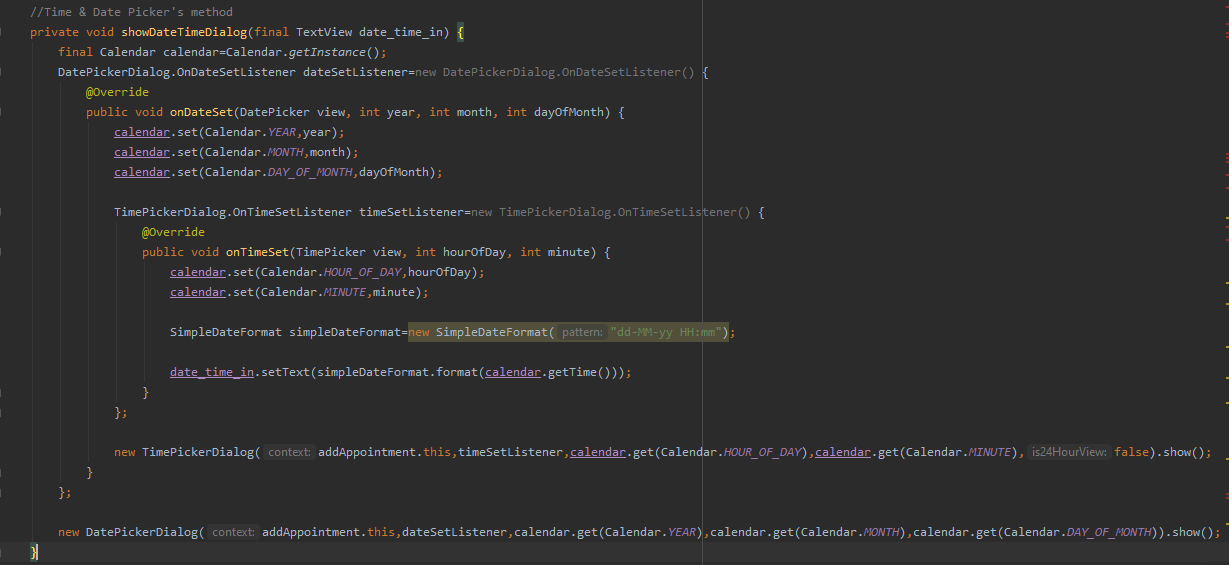 //Time & Date Picker's method
private void showDateTimeDialog(final TextView date_time_in) {
final Calendar calendar=Calendar.getInstance();
DatePickerDialog.OnDateSetListener dateSetListener=new DatePickerDialog.OnDateSetListener() {
@Override
public void onDateSet(DatePicker view, int year, int month, int dayOfMonth) {
calendar.set(Calendar.YEAR,year);
calendar.set(Calendar.MONTH,month);
calendar.set(Calendar.DAY_OF_MONTH,dayOfMonth);
TimePickerDialog.OnTimeSetListener timeSetListener=new TimePickerDialog.OnTimeSetListener() {
@Override
public void onTimeSet(TimePicker view, int hourOfDay, int minute) {
calendar.set(Calendar.HOUR_OF_DAY,hourOfDay);
calendar.set(Calendar.MINUTE,minute);
SimpleDateFormat simpleDateFormat=new SimpleDateFormat( pattern: "dd-MM-yy HH:mm");
date_time_in.setText(simpleDateFormat.format(calendar.getTime()));
}
};
new TimePickerDialog( context: addAppointment.this,timeSetListener,calendar.get(Calendar.HOUR_OF_DAY),calendar.get(Calendar.MINUTE), is24HourView: false).show();
}
};
new DatePickerDialog( context: addAppointment.this,dateSetListener,calendar.get(Calendar.YEAR),calendar.get(Calendar.MONTH),calendar.get(Calendar.DAY_OF_MONTH)).show();
}